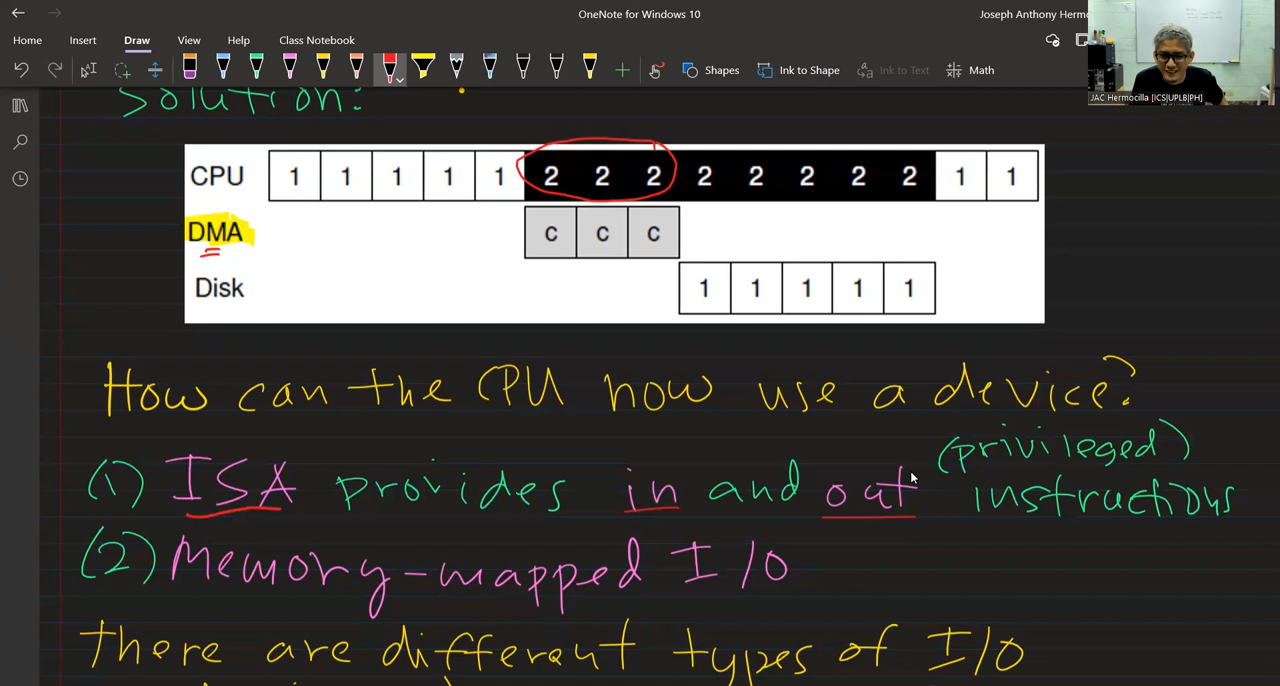 OneNote for Windows 10
Joseph Anthony Hermo
Home Insert Draw View Help Class Notebook
Shapes Ink to Shape Ink to Text Math
JAC Hermocilla [ICS|UPLB|PH]
Solution:
CPU 1 1 1 1 1 2 2 2 2 2 2 2 2 1 1
DMA c c c
Disk 1 1 1 1 1
How can the CPU now use a device?
(privileged)
(1) ISA provides in and out instructions
(2) Memory-mapped I/O
there are different types of I/O